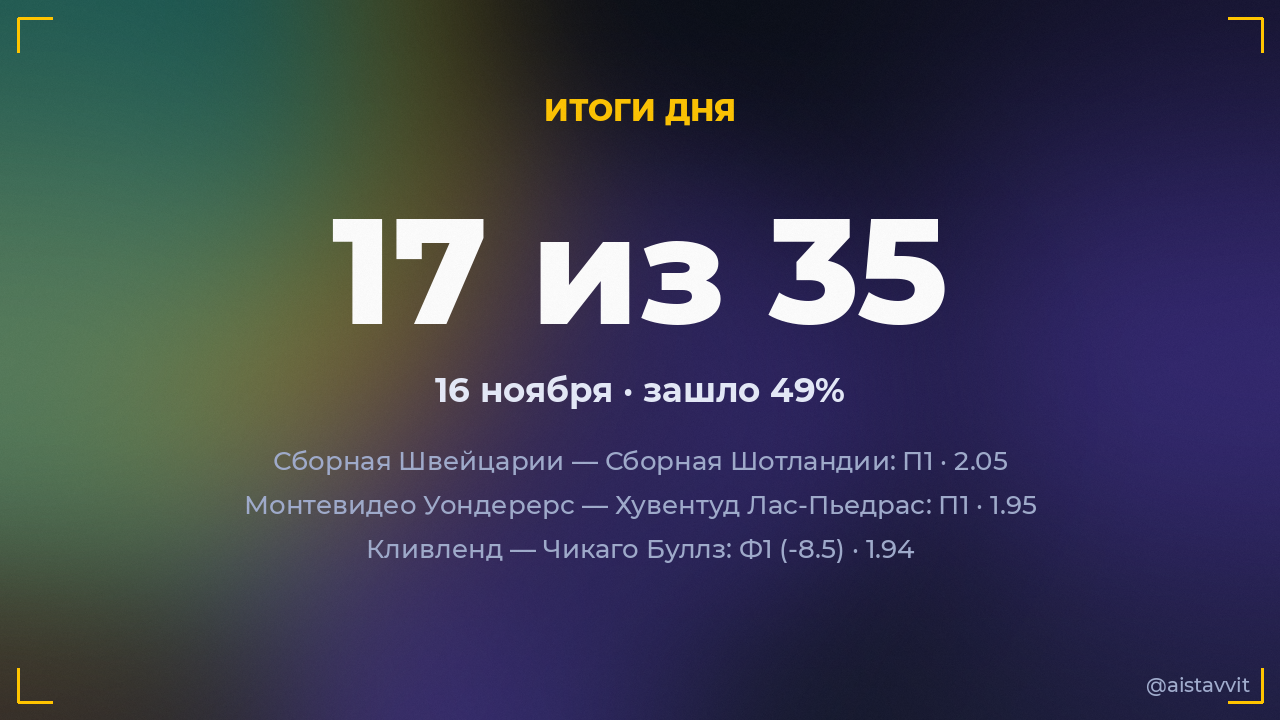 ИТОГИ ДНЯ
17 из 35
16 ноября · зашло 49%
Сборная Швейцарии — Сборная Шотландии: П1 · 2.05
Монтевидео Уондерерс — Хувентуд Лас-Пьедрас: П1 · 1.95
Кливленд — Чикаго Буллз: Ф1 (-8.5) · 1.94
@aistavvit